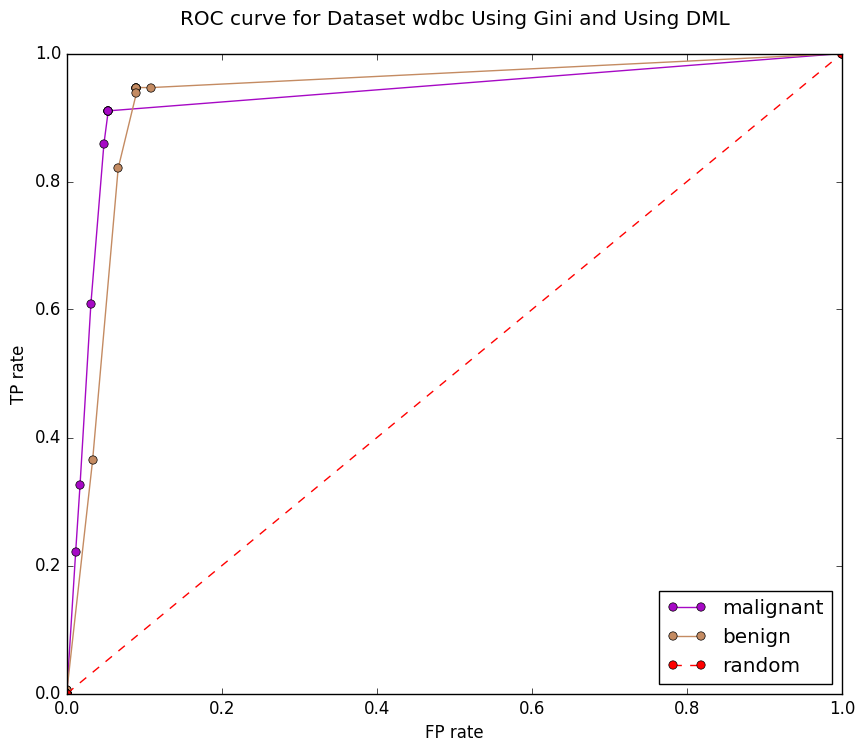 ROC curve for Dataset wdbc Using Gini and Using DML
1.0
0.8
0.6
0.4
0.2
0.0
TP rate
0.0 0.2 0.4 0.6 0.8 1.0
FP rate
malignant
benign
random